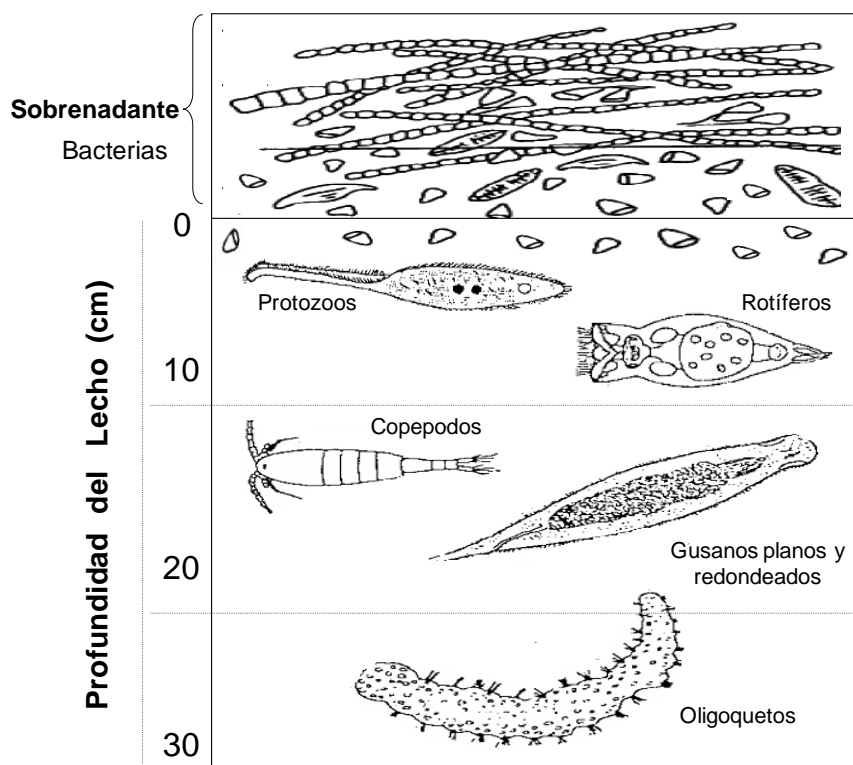 Sobrenadante
Bacterias
0
Protozoos
Rotíferos
10
Copepodos
20
Gusanos planos y
redondeados
Oligoquetos
30
Profundidad del Lecho (cm)